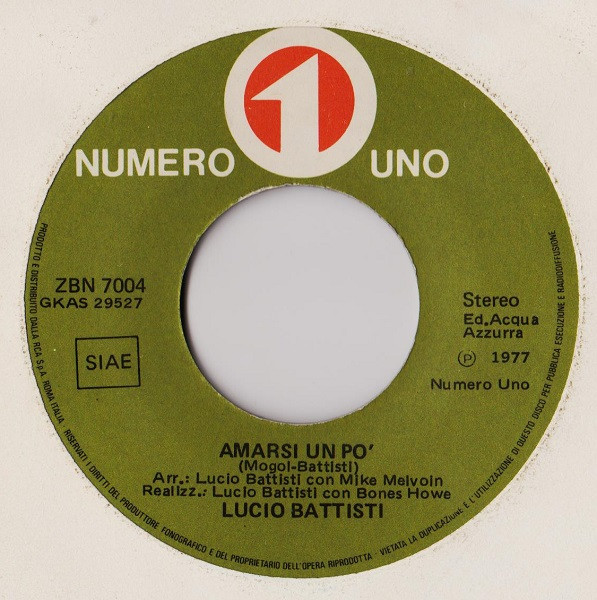 1
NUMERO UNO
ZBN 7004
GKAS 29527
SIAE
Stereo
Ed.Acqua
Azzurra
℗ 1977
Numero Uno
AMARSI UN PO'
(Mogol-Battisti)
Arr.: Lucio Battisti con Mike Melvoin
Realizz.: Lucio Battisti con Bones Howe
LUCIO BATTISTI
PRODOTTO E DISTRIBUITO DALLA RCA S.p.A. ROMA ITALIA - RISERVATI I DIRITTI DEL PRODUTTORE FONOGRAFICO E DEL PROPRIETARIO DELL'OPERA RIPRODOTTA - VIETATA LA DUPLICAZIONE E L'UTILIZZAZIONE DI QUESTO DISCO PER PUBBLICA ESECUZIONE E RADIODIFFUSIONE